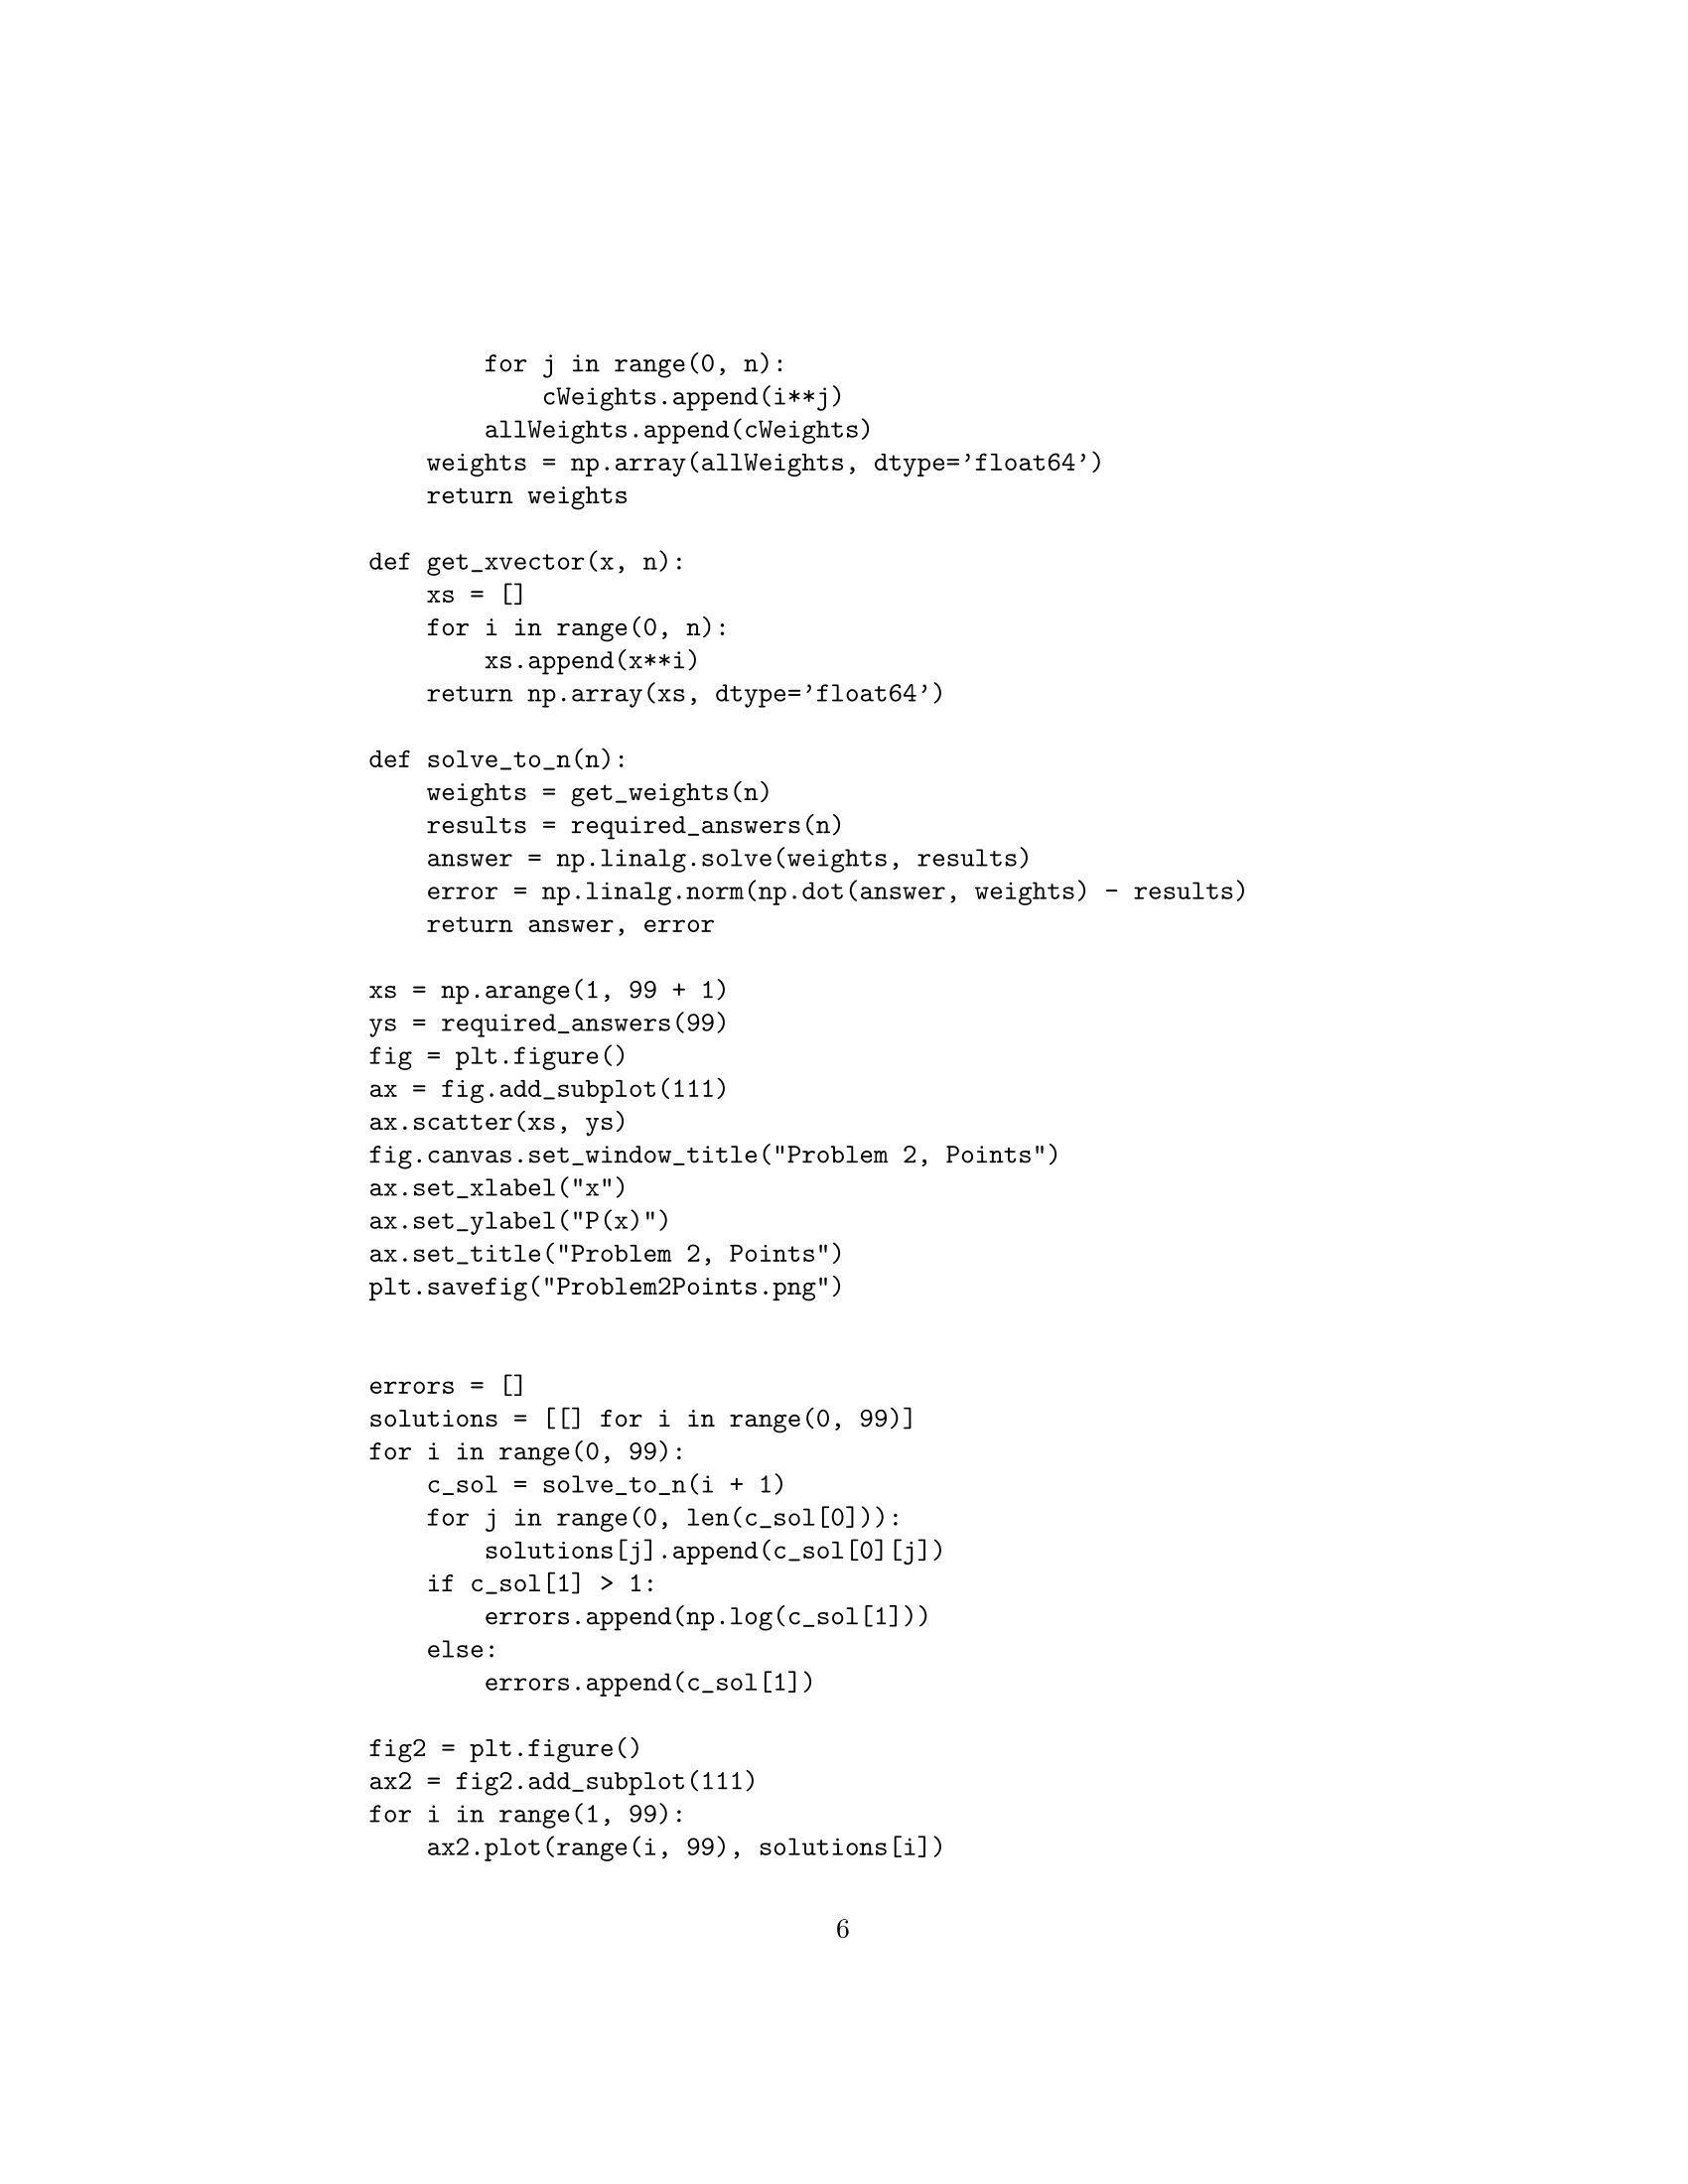 for j in range(0, n):
            cWeights.append(i**j)
        allWeights.append(cWeights)
    weights = np.array(allWeights, dtype=’float64’)
    return weights

def get_xvector(x, n):
    xs = []
    for i in range(0, n):
        xs.append(x**i)
    return np.array(xs, dtype=’float64’)

def solve_to_n(n):
    weights = get_weights(n)
    results = required_answers(n)
    answer = np.linalg.solve(weights, results)
    error = np.linalg.norm(np.dot(answer, weights) - results)
    return answer, error

xs = np.arange(1, 99 + 1)
ys = required_answers(99)
fig = plt.figure()
ax = fig.add_subplot(111)
ax.scatter(xs, ys)
fig.canvas.set_window_title("Problem 2, Points")
ax.set_xlabel("x")
ax.set_ylabel("P(x)")
ax.set_title("Problem 2, Points")
plt.savefig("Problem2Points.png")


errors = []
solutions = [[] for i in range(0, 99)]
for i in range(0, 99):
    c_sol = solve_to_n(i + 1)
    for j in range(0, len(c_sol[0])):
        solutions[j].append(c_sol[0][j])
    if c_sol[1] > 1:
        errors.append(np.log(c_sol[1]))
    else:
        errors.append(c_sol[1])

fig2 = plt.figure()
ax2 = fig2.add_subplot(111)
for i in range(1, 99):
    ax2.plot(range(i, 99), solutions[i])

6